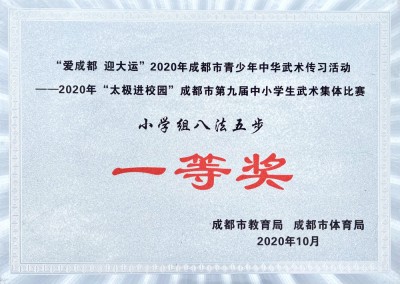 “爱成都 迎大运”2020年成都市青少年中华武术传习活动
——2020年“太极进校园”成都市第九届中小学生武术集体比赛
小学组八法五步
一等奖
成都市教育局 成都市体育局
2020年10月